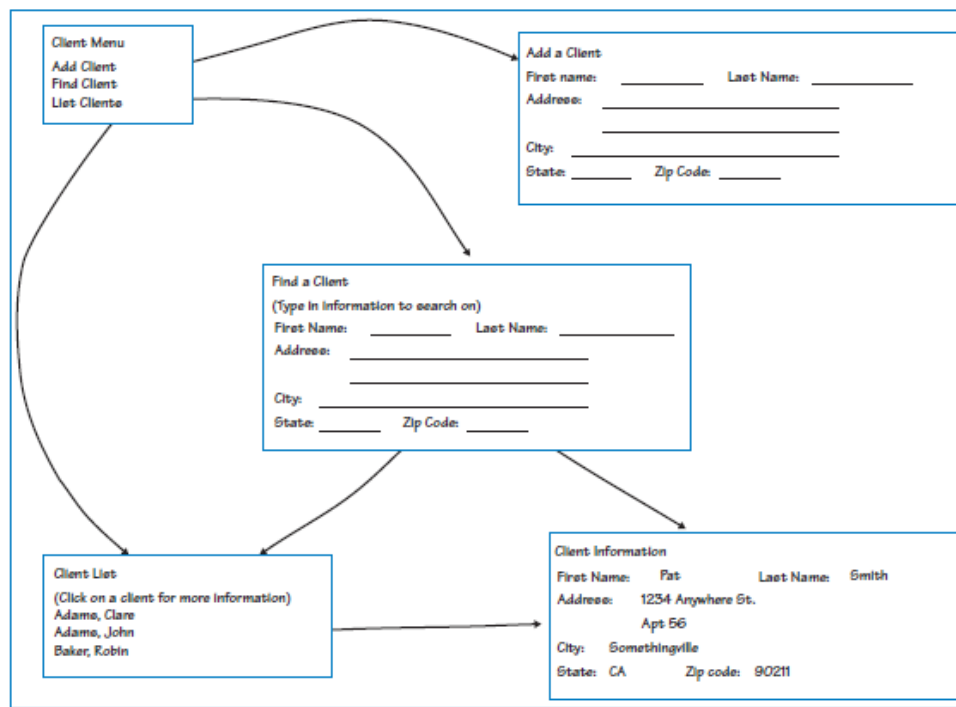 Client Menu
Add Client
Find Client
List Clients
Add a Client
First name: Last Name:
Address:
City:
State: Zip Code:
Find a Client
(Type in information to search on)
First Name: Last Name:
Address:
City:
State: Zip Code:
Client List
(Click on a client for more information)
Adams, Clare
Adams, John
Baker, Robin
Client Information
First Name: Pat Last Name: Smith
Address: 1234 Anywhere St.
Apt 56
City: Somethingville
State: CA Zip code: 90211